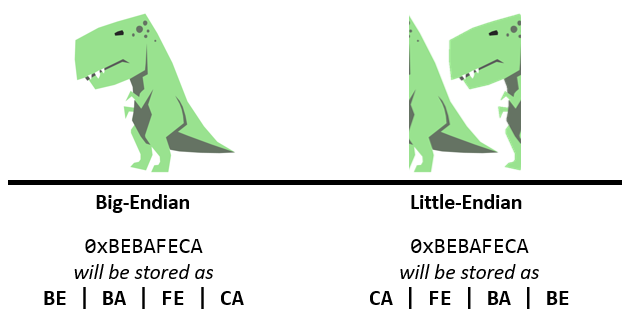 Big-Endian
0xBEBAFECA
will be stored as
BE | BA | FE | CA
Little-Endian
0xBEBAFECA
will be stored as
CA | FE | BA | BE